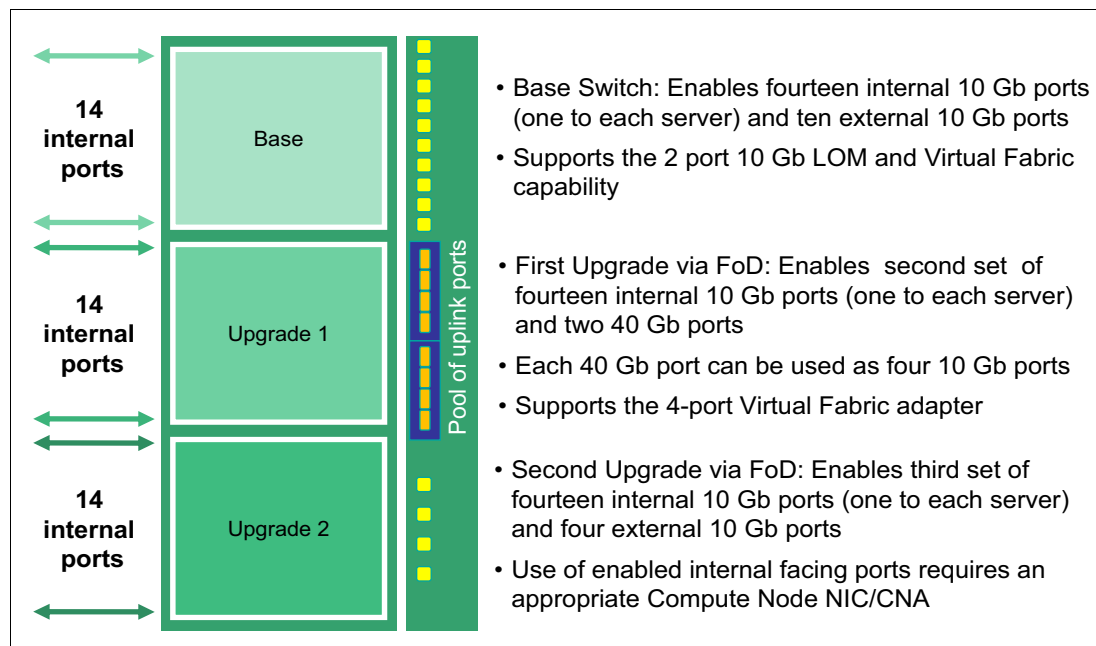 14
internal
ports
Base
• Base Switch: Enables fourteen internal 10 Gb ports
(one to each server) and ten external 10 Gb ports
• Supports the 2 port 10 Gb LOM and Virtual Fabric
capability
14
internal
ports
Upgrade 1
Pool of uplink ports
• First Upgrade via FoD: Enables second set of
fourteen internal 10 Gb ports (one to each server)
and two 40 Gb ports
• Each 40 Gb port can be used as four 10 Gb ports
• Supports the 4-port Virtual Fabric adapter
14
internal
ports
Upgrade 2
• Second Upgrade via FoD: Enables third set of
fourteen internal 10 Gb ports (one to each server)
and four external 10 Gb ports
• Use of enabled internal facing ports requires an
appropriate Compute Node NIC/CNA